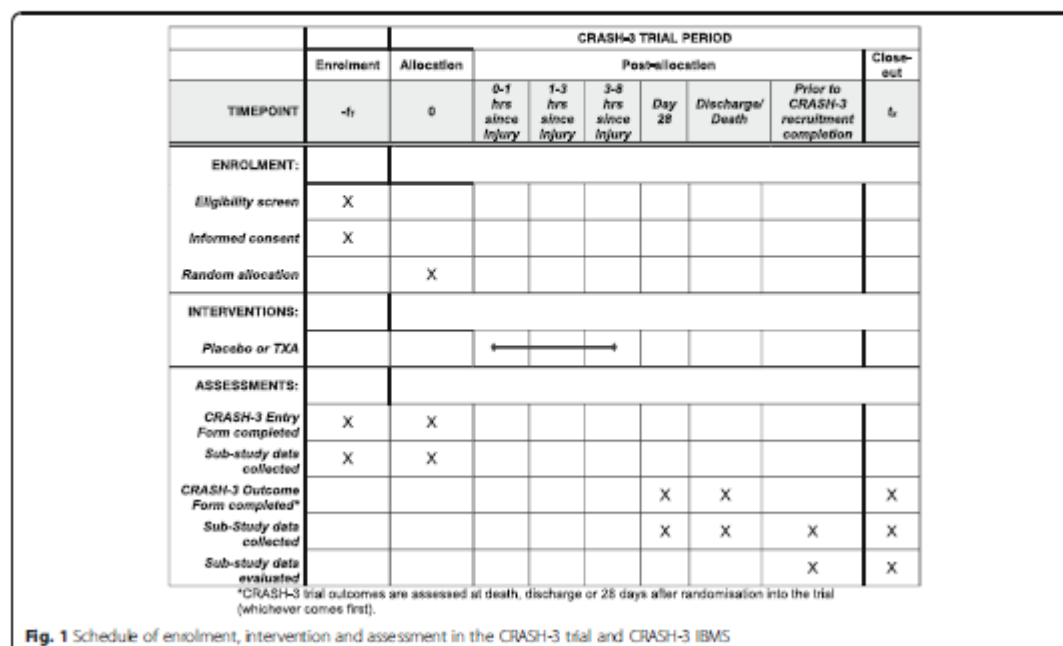 CRASH-3 TRIAL PERIOD
Enrolment Allocation Post-allocation Close-out
TIMEPOINT -t₁ 0 0-1 hrs since Injury 1-3 hrs since Injury 3-8 hrs since Injury Day 28 Discharge/ Death Prior to CRASH-3 recruitment completion tₓ
ENROLMENT:
Eligibility screen X
Informed consent X
Random allocation X
INTERVENTIONS:
Placebo or TXA
ASSESSMENTS:
CRASH-3 Entry Form completed X X
Sub-study data collected X X
CRASH-3 Outcome Form completed* X X X
Sub-Study data collected X X X X
Sub-study data evaluated X X
*CRASH-3 trial outcomes are assessed at death, discharge or 28 days after randomisation into the trial
(whichever comes first).
Fig. 1 Schedule of enrolment, intervention and assessment in the CRASH-3 trial and CRASH-3 IBMS